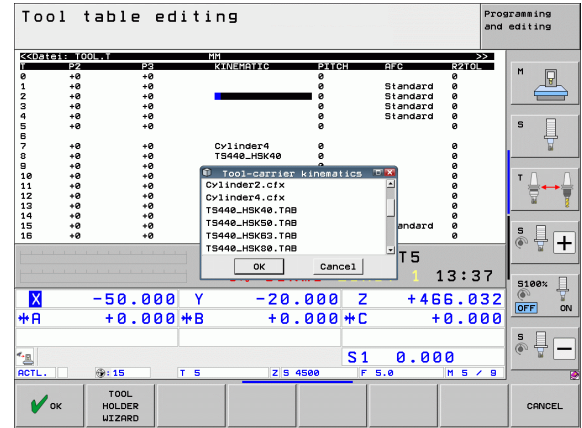 Tool table editing
Programming
and editing
<<Datei: TOOL.T MM >>
T P2 P3 KINEMATIC PITCH AFC R2TOL
0 +0 +0 0 0
1 +0 +0 0 Standard 0
2 +0 +0 0 Standard 0
3 +0 +0 0 Standard 0
4 +0 +0 0 Standard 0
5 +0 +0 0 0
6
7 +0 +0 Cylinder4 0 0
8 +0 +0 TS440_HSK40 0 0
9 +0 +0 0
10 +0 +0 0
11 +0 +0 0
12 +0 +0 0
13 +0 +0 0
14 +0 +0 0
15 +0 +0 andard 0
16 +0 +0 0
Tool-carrier kinematics
Cylinder2.cfx
Cylinder4.cfx
TS440_HSK40.TAB
TS440_HSK50.TAB
TS440_HSK63.TAB
TS440_HSK80.TAB
OK Cancel
T5
1 13:37
X -50.000 Y -20.000 Z +466.032
+A +0.000 +B +0.000 +C +0.000
S1 0.000
ACTL. :15 T 5 Z S 4500 F 5.0 M 5 / 9
OK
TOOL
HOLDER
WIZARD
CANCEL
M
S
T
S
S100%
OFF ON
S